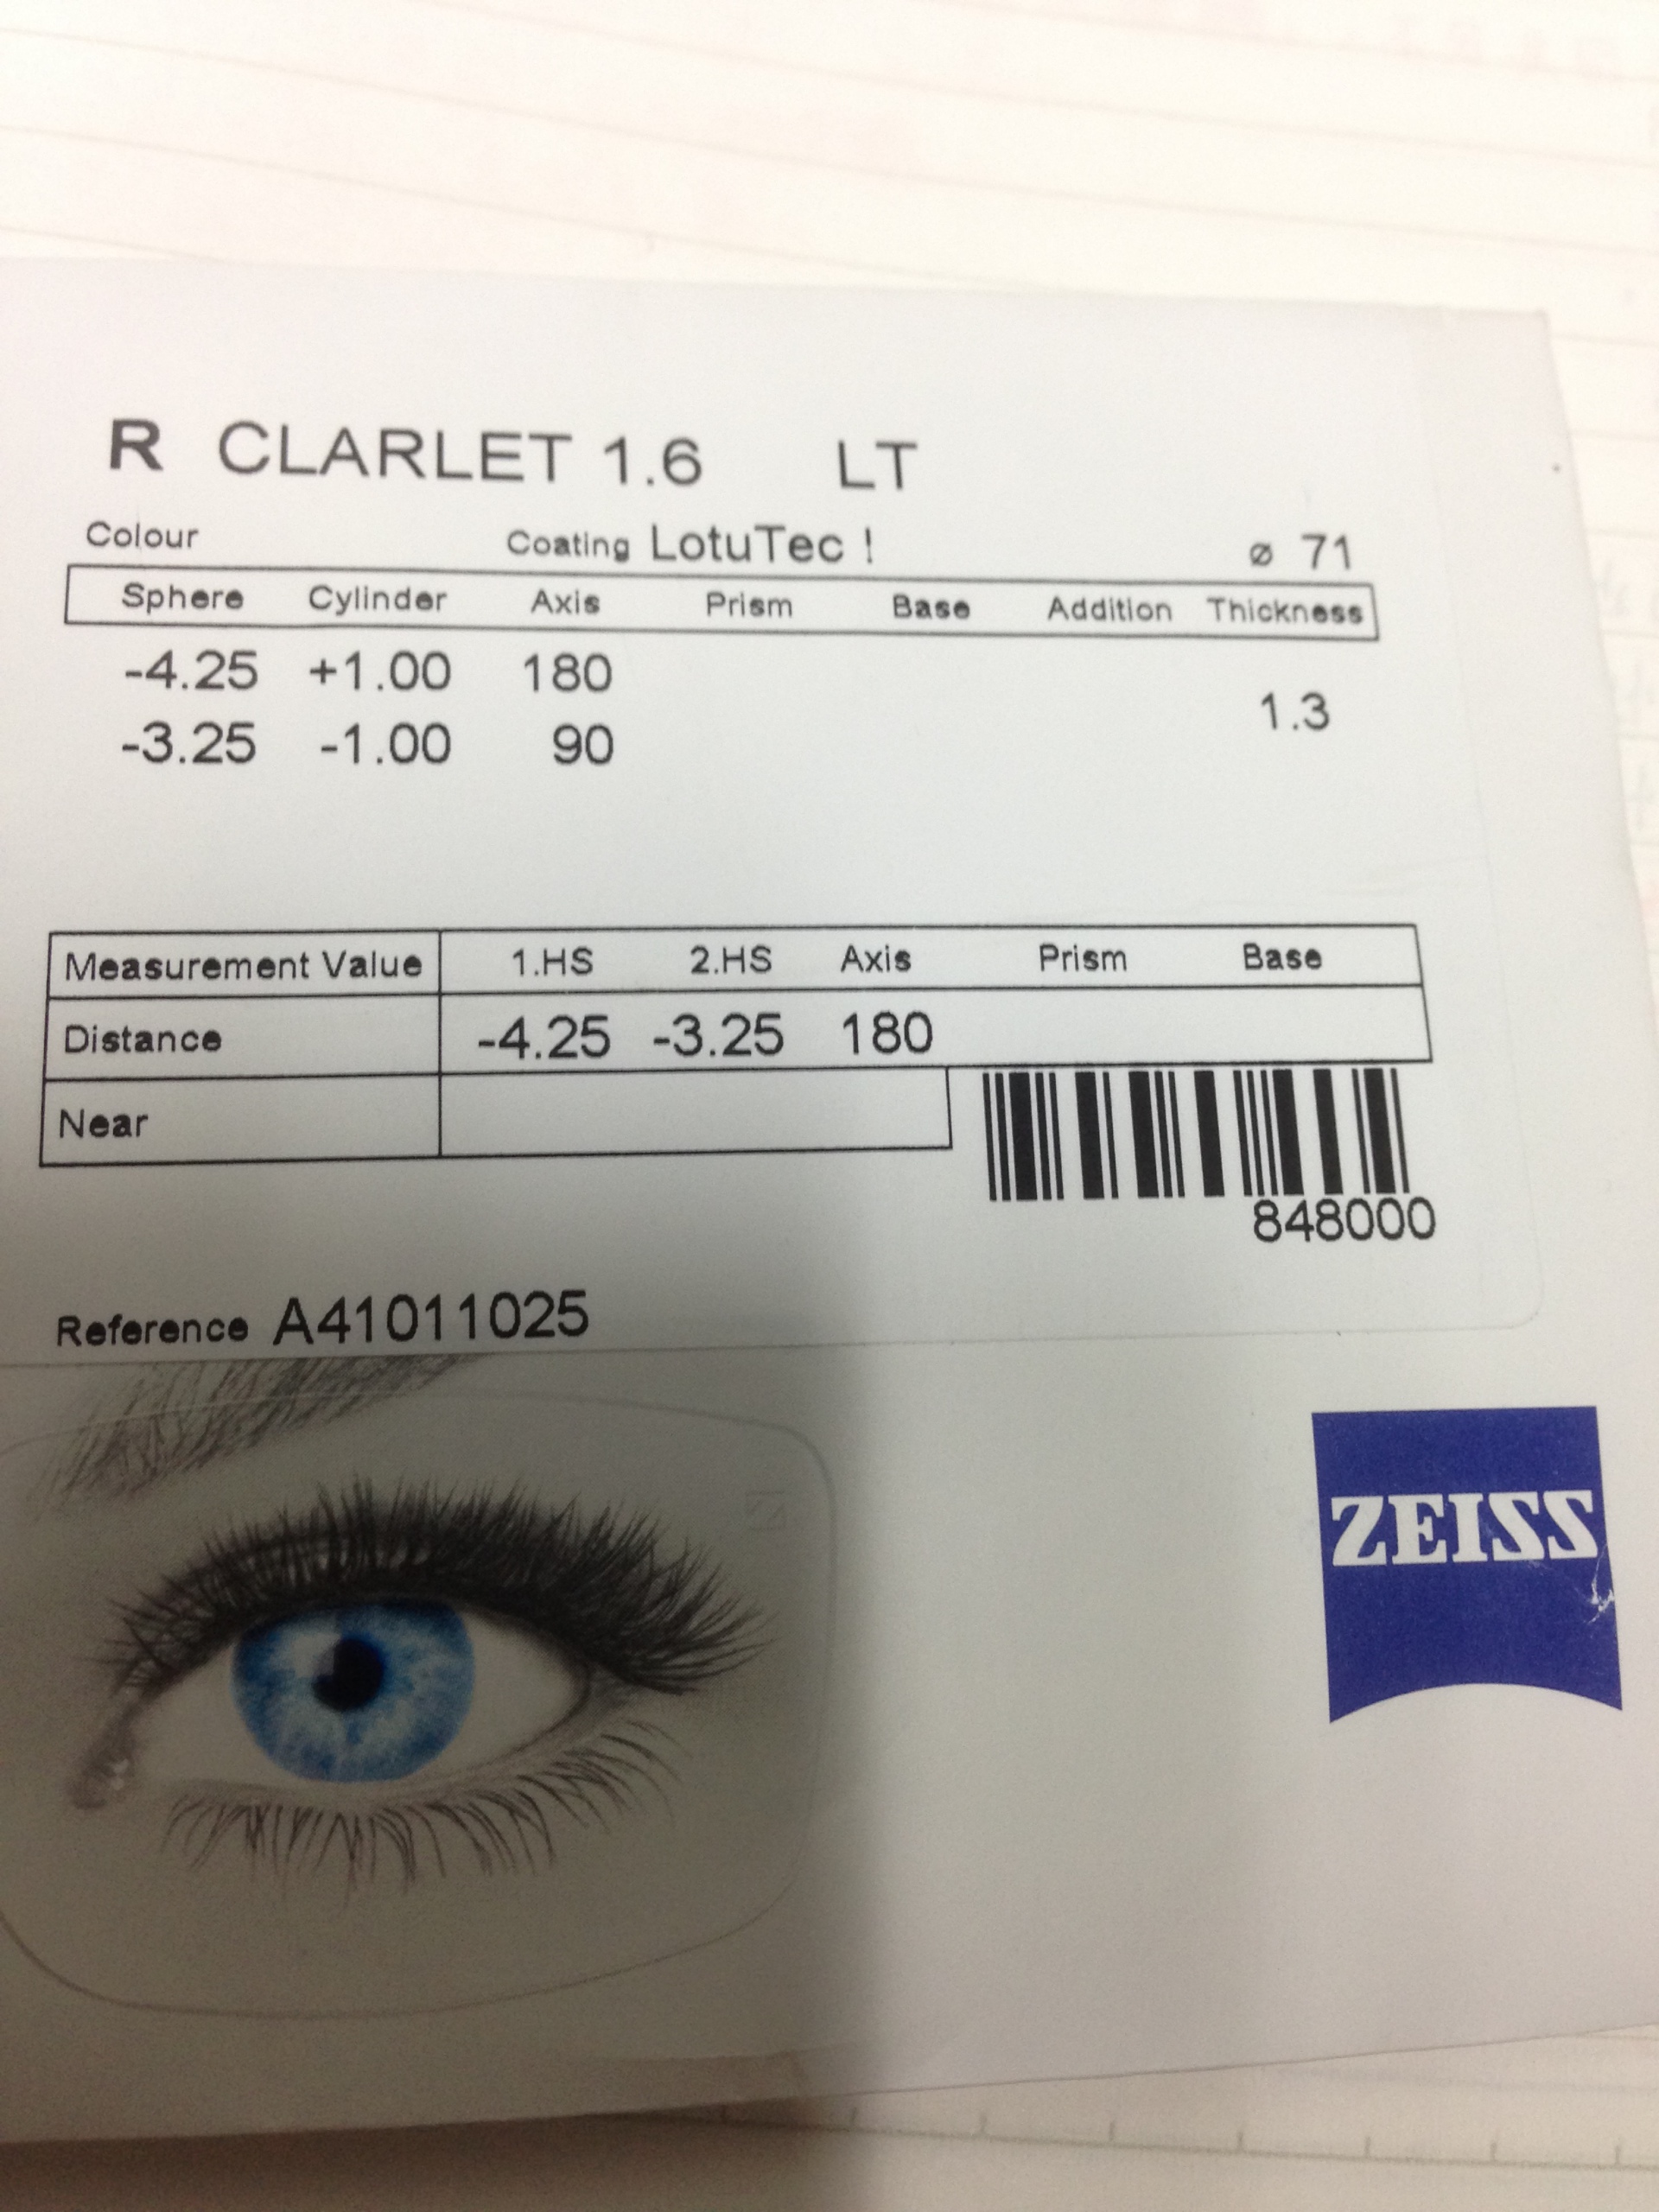 R CLARLET 1.6 LT
Colour Coating LotuTec ! ø 71
Sphere Cylinder Axis Prism Base Addition Thickness
-4.25 +1.00 180
1.3
-3.25 -1.00 90
Measurement Value 1.HS 2.HS Axis Prism Base
Distance -4.25 -3.25 180
Near
848000
Reference A41011025
ZEISS